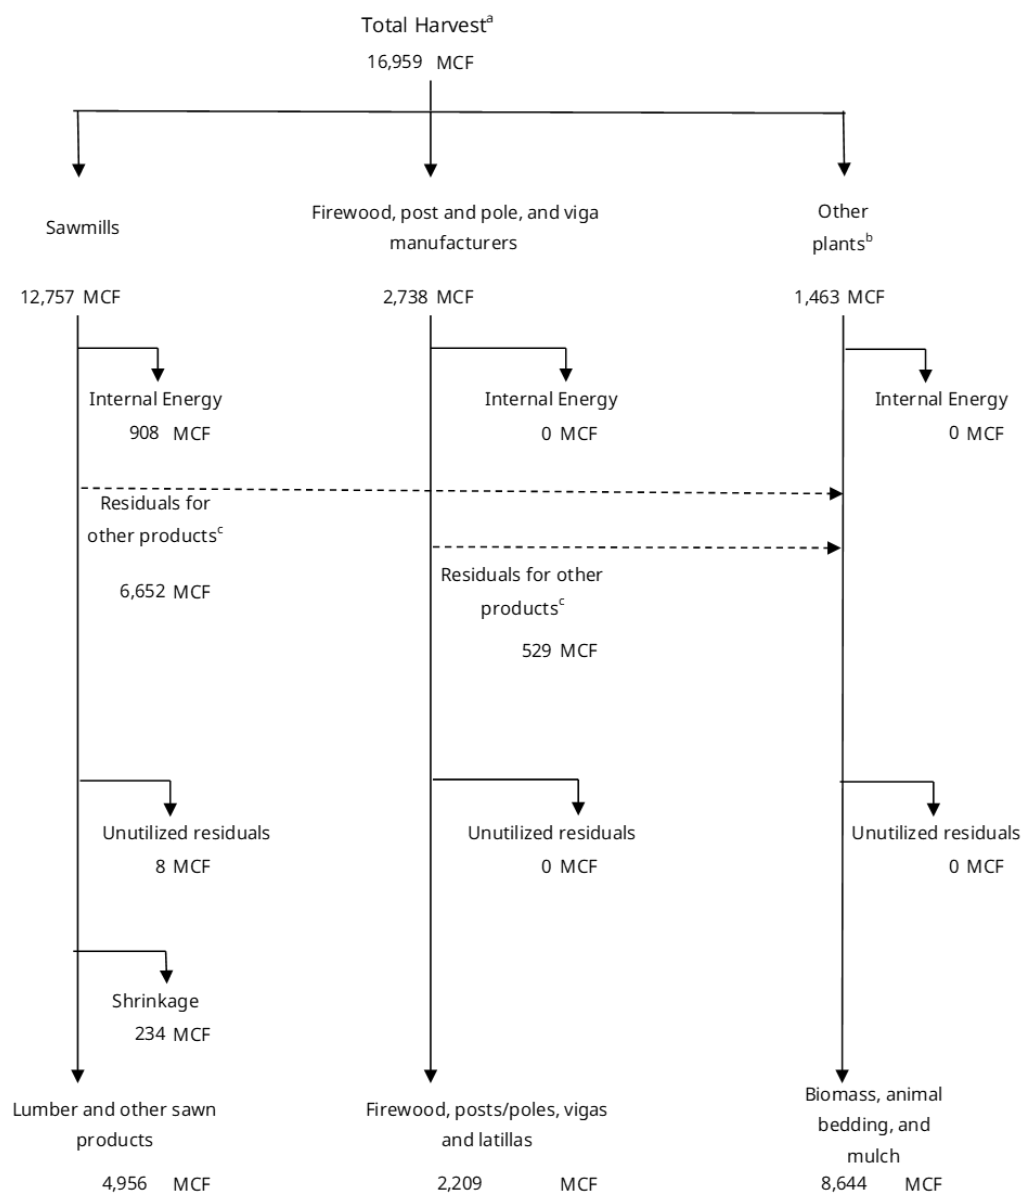 Total Harvestᵃ
16,959 MCF
Sawmills
12,757 MCF
Firewood, post and pole, and viga
manufacturers
2,738 MCF
Other
plantsᵇ
1,463 MCF
Internal Energy
908 MCF
Internal Energy
0 MCF
Internal Energy
0 MCF
Residuals for
other productsᶜ
6,652 MCF
Residuals for other
productsᶜ
529 MCF
Unutilized residuals
8 MCF
Unutilized residuals
0 MCF
Unutilized residuals
0 MCF
Shrinkage
234 MCF
Lumber and other sawn
products
4,956 MCF
Firewood, posts/poles, vigas
and latillas
2,209 MCF
Biomass, animal
bedding, and
mulch
8,644 MCF